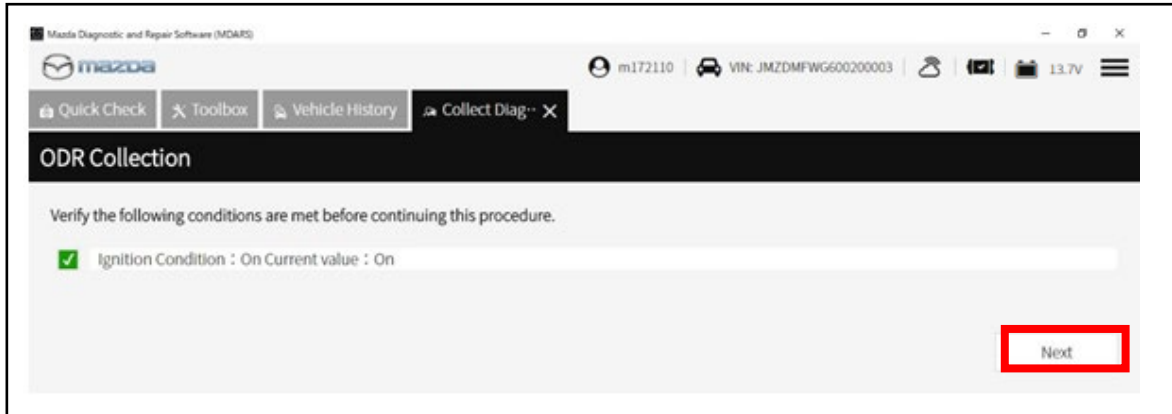 Mazda Diagnostic and Repair Software (MDARS)
mazda
m172110 VIN: JMZDMFWG600200003 13.7V
Quick Check Toolbox Vehicle History Collect Diag··
ODR Collection
Verify the following conditions are met before continuing this procedure.
Ignition Condition：On Current value：On
Next